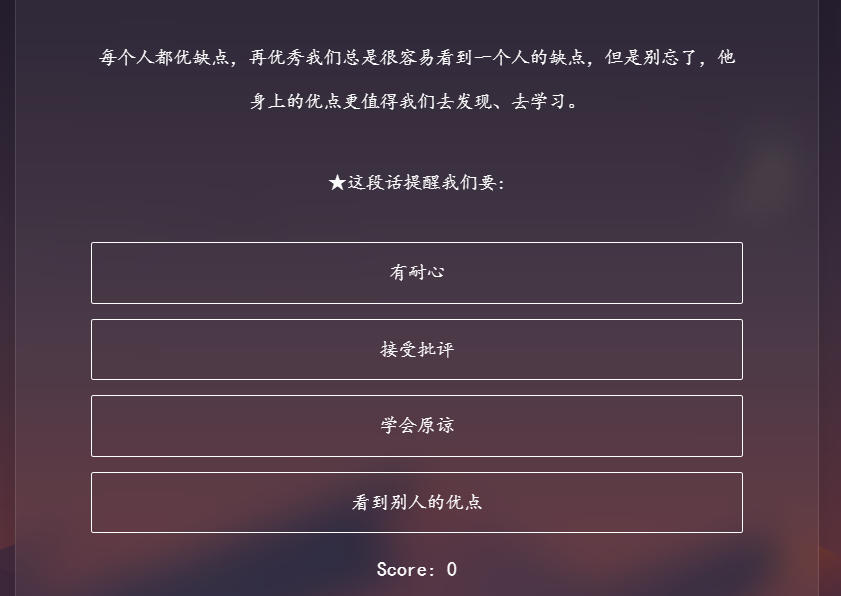 每个人都优缺点，再优秀我们总是很容易看到一个人的缺点，但是别忘了，他
身上的优点更值得我们去发现、去学习。
★这段话提醒我们要：
有耐心
接受批评
学会原谅
看到别人的优点
Score: 0